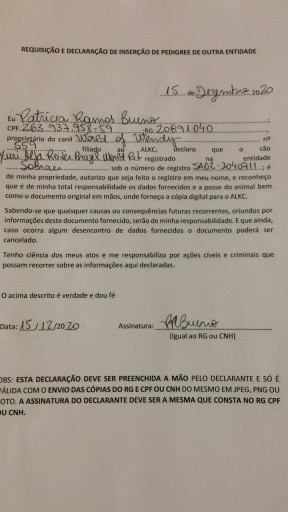 REQUISIÇÃO E DECLARAÇÃO DE INSERÇÃO DE PEDIGREE DE OUTRA ENTIDADE
15 de Dezembro 2020
Eu Patricia Ramos Bueno
CPF 263.937.958-59 RG 20891040
proprietário do canil World of Wendy nº
559 filiado ao ALKC, declaro que o cão
Yuri Reiter Brazil World Pet registrado na entidade
Sobraci sob o número de registro SA02-2040711, é
de minha propriedade, autorizo que seja feito o registro em meu nome, e reconheço
que é de minha total responsabilidade os dados fornecidos e a posse do animal bem
como o documento original em mãos, onde forneço a cópia digital para o ALKC.
Sabendo-se que quaisquer causas ou consequências futuras recorrentes, oriundos por
informações deste documento fornecido, serão de minha responsabilidade. E que ainda,
caso ocorra algum desencontro de dados fornecidos o documento poderá ser
cancelado.
Tenho ciência dos meus atos e me responsabilizo por ações cíveis e criminais que
possam recorrer sobre as informações aqui declaradas.
O acima descrito é verdade e dou fé
Data: 15/12/2020 Assinatura: PRBueno
(igual ao RG ou CNH)
OBS: ESTA DECLARAÇÃO DEVE SER PREENCHIDA A MÃO PELO DECLARANTE E SÓ É
VÁLIDA COM O ENVIO DAS CÓPIAS DO RG E CPF OU CNH DO MESMO EM JPEG, PNG OU
FOTO. A ASSINATURA DO DECLARANTE DEVE SER A MESMA QUE CONSTA NO RG CPF
OU CNH.